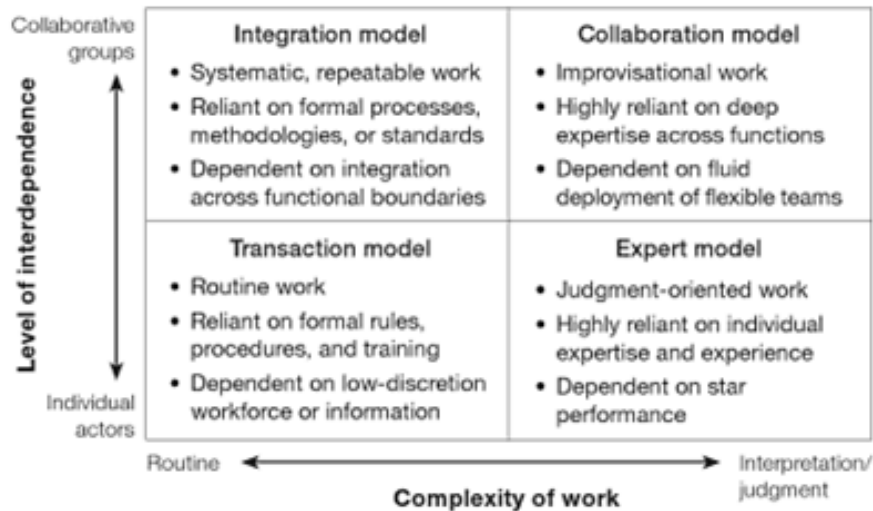 Collaborative
groups
Level of interdependence
Individual
actors
Integration model
• Systematic, repeatable work
• Reliant on formal processes,
methodologies, or standards
• Dependent on integration
across functional boundaries
Collaboration model
• Improvisational work
• Highly reliant on deep
expertise across functions
• Dependent on fluid
deployment of flexible teams
Transaction model
• Routine work
• Reliant on formal rules,
procedures, and training
• Dependent on low-discretion
workforce or information
Expert model
• Judgment-oriented work
• Highly reliant on individual
expertise and experience
• Dependent on star
performance
Routine
Interpretation/
judgment
Complexity of work